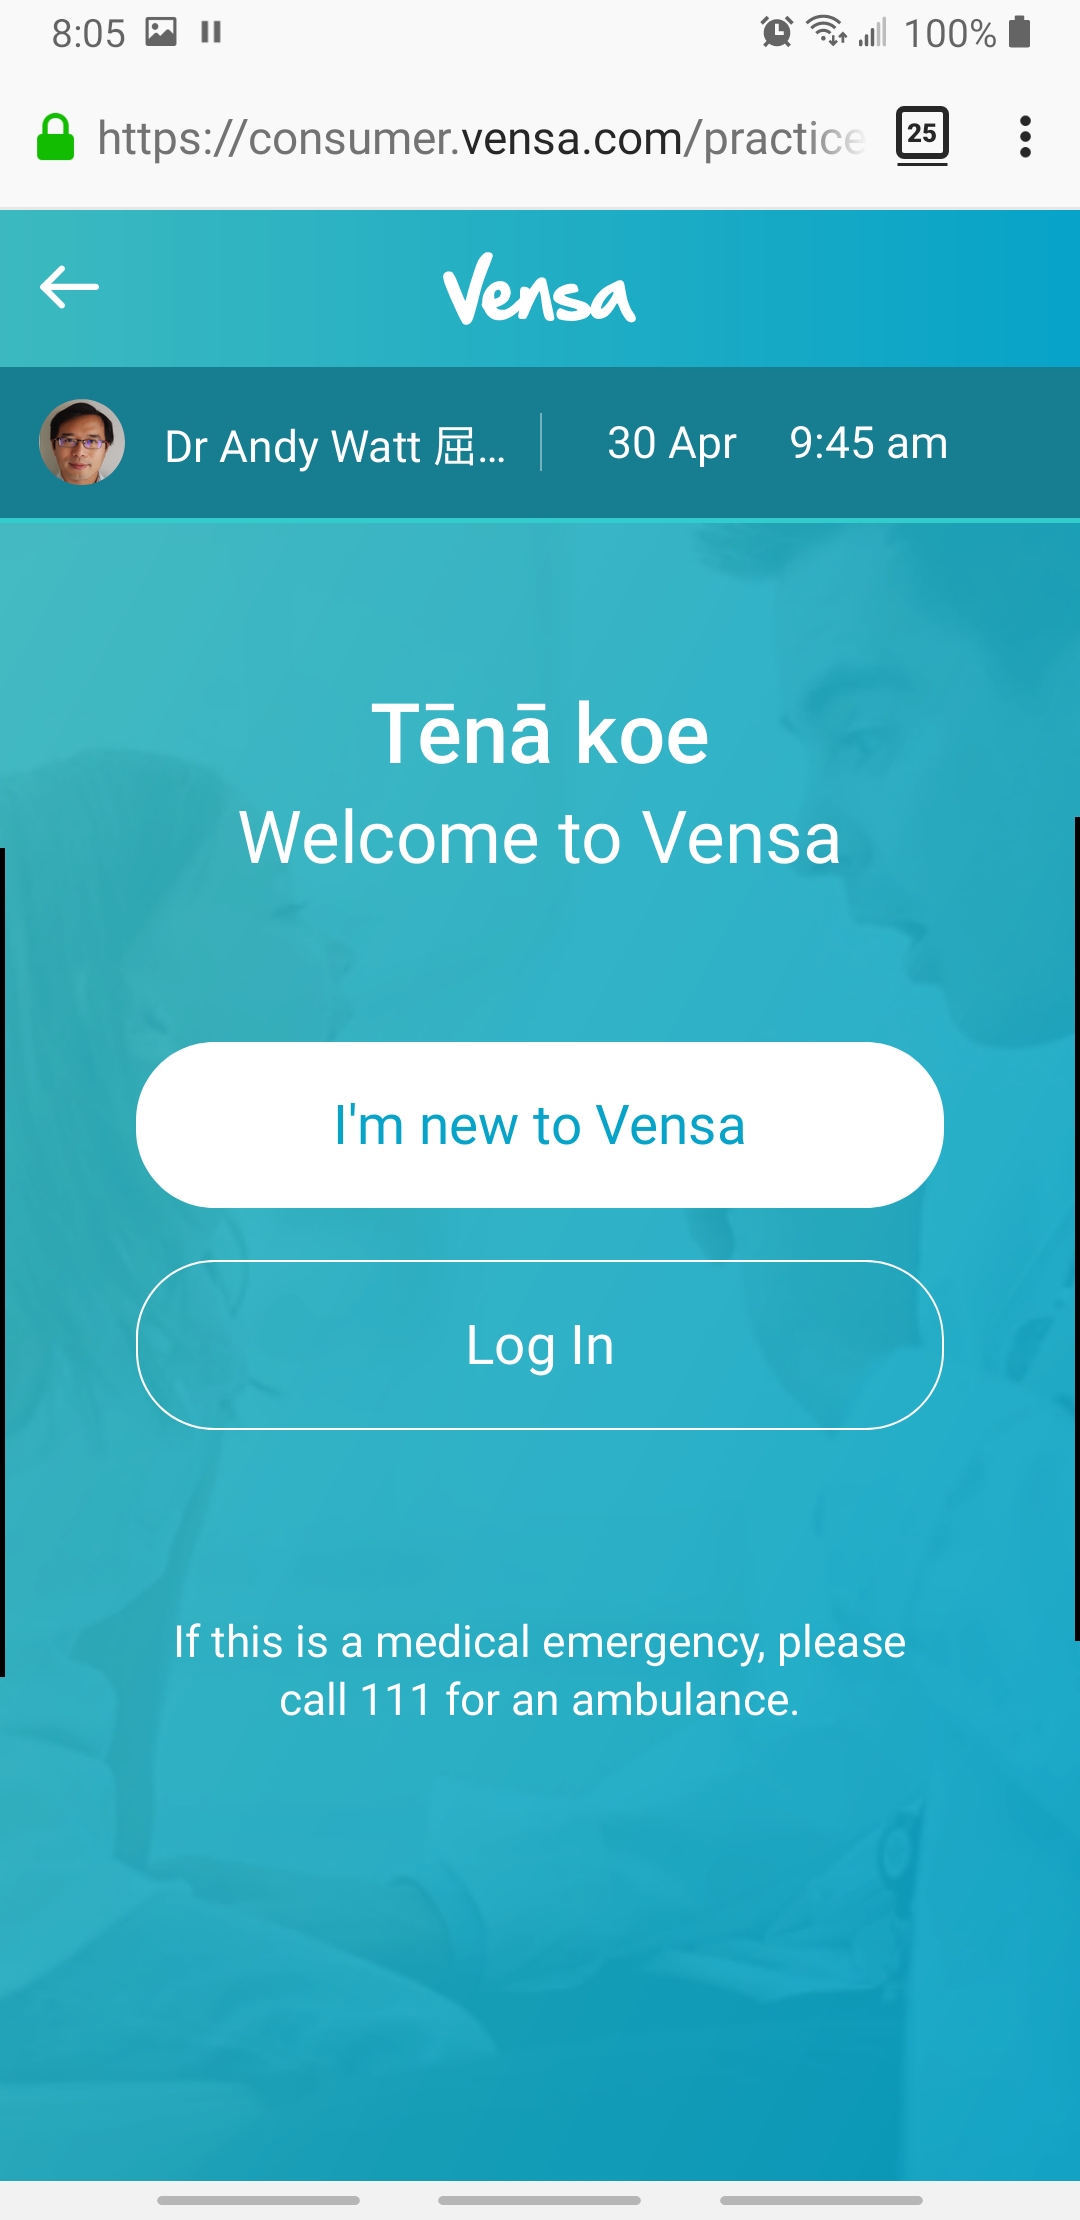 8:05 100%
https://consumer.vensa.com/practice 25
Vensa
Dr Andy Watt 屈... 30 Apr 9:45 am
Tēnā koe
Welcome to Vensa
I'm new to Vensa
Log In
If this is a medical emergency, please
call 111 for an ambulance.